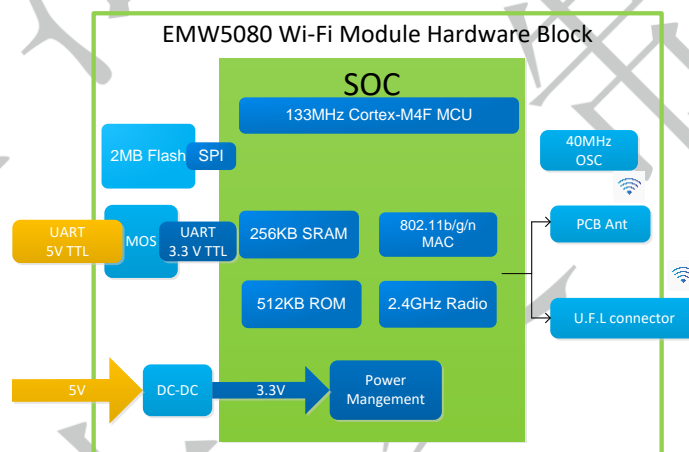 EMW5080 Wi-Fi Module Hardware Block
SOC
133MHz Cortex-M4F MCU
2MB Flash
SPI
40MHz
OSC
UART
5V TTL
MOS
UART
3.3 V TTL
256KB SRAM
802.11b/g/n
MAC
PCB Ant
512KB ROM
2.4GHz Radio
U.F.L connector
5V
DC-DC
3.3V
Power
Mangement